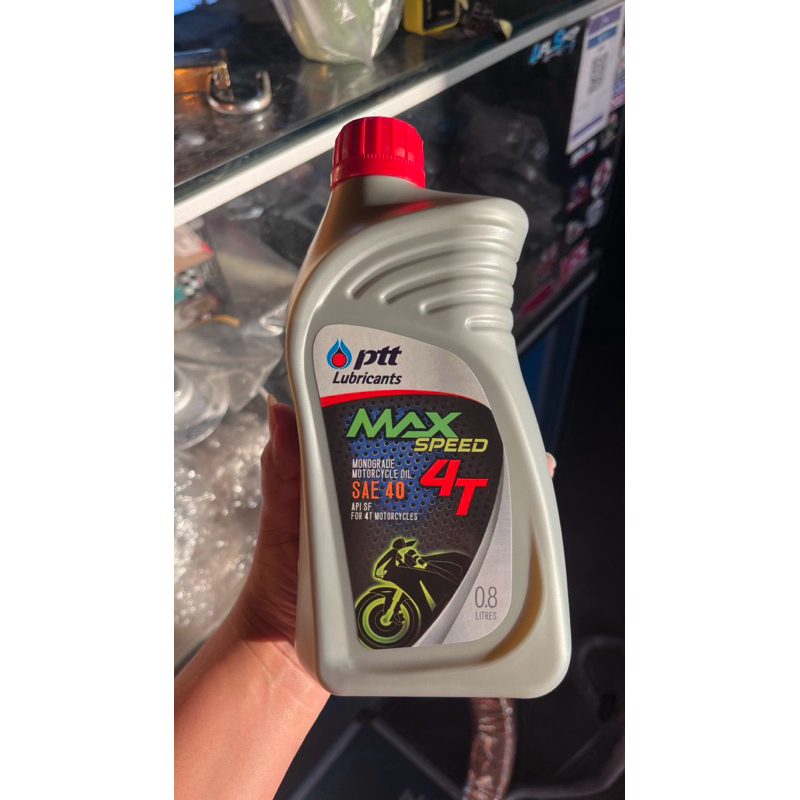 ptt
Lubricants
MAX
SPEED
4T
MONOGRADE
MOTORCYCLE OIL
SAE 40
API SF
FOR 4T MOTORCYCLES
0.8
LITRES